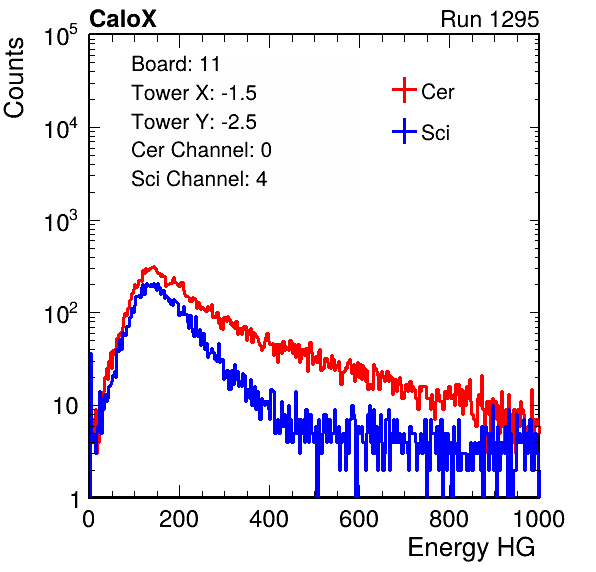 CaloX
Run 1295
Counts
10^5
10^4
10^3
10^2
10
1
Board: 11
Tower X: -1.5
Tower Y: -2.5
Cer Channel: 0
Sci Channel: 4
Cer
Sci
0 200 400 600 800 1000
Energy HG